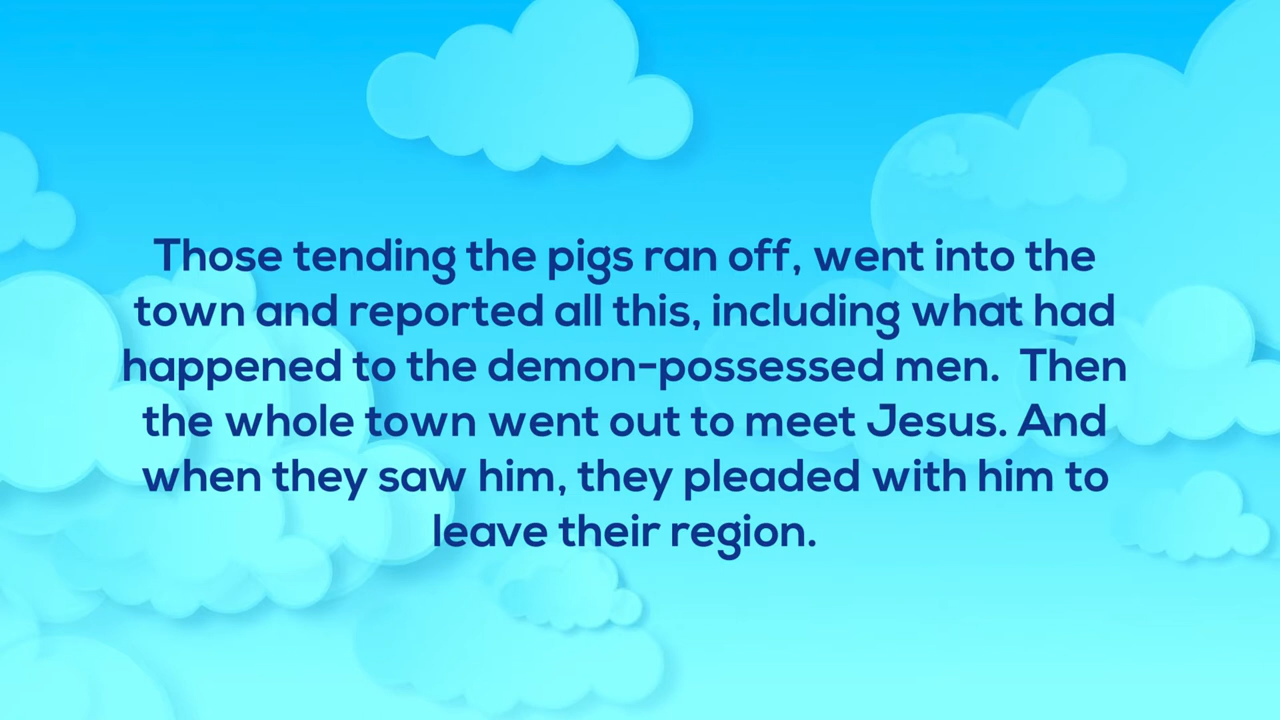 Those tending the pigs ran off, went into the
town and reported all this, including what had
happened to the demon-possessed men.  Then
the whole town went out to meet Jesus. And
when they saw him, they pleaded with him to
leave their region.